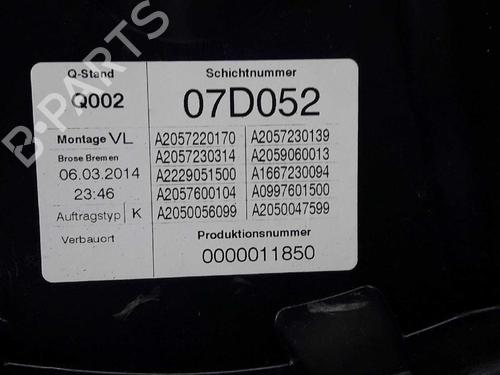 B-PARTS
Q-Stand
Q002
Schichtnummer
07D052
Montage VL
Brose Bremen
06.03.2014
23:46
Auftragstyp K
Verbauort
A2057220170 A2057230139
A2057230314 A2059060013
A2229051500 A1667230094
A2057600104 A0997601500
A2050056099 A2050047599
Produktionsnummer
0000011850